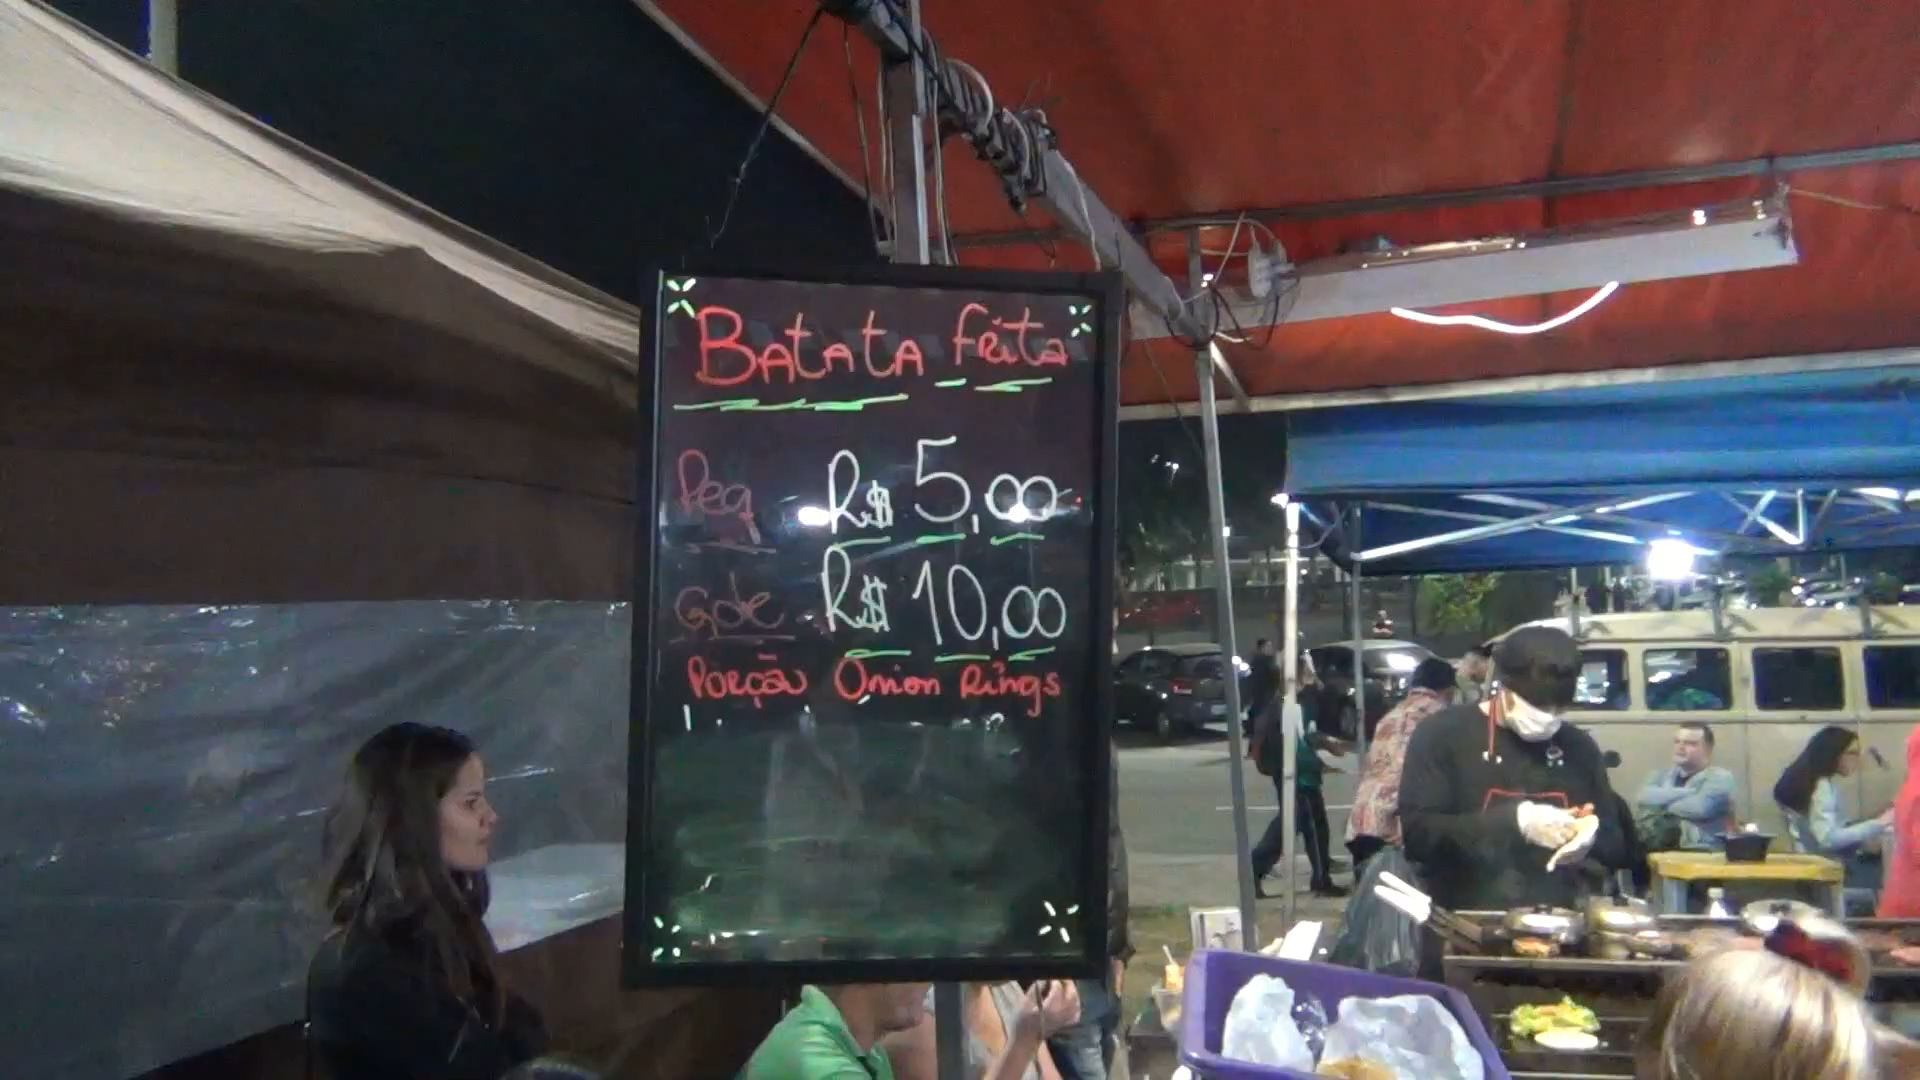 Batata frita
Peq R$ 5,00
Gde R$ 10,00
Porção Onion Rings